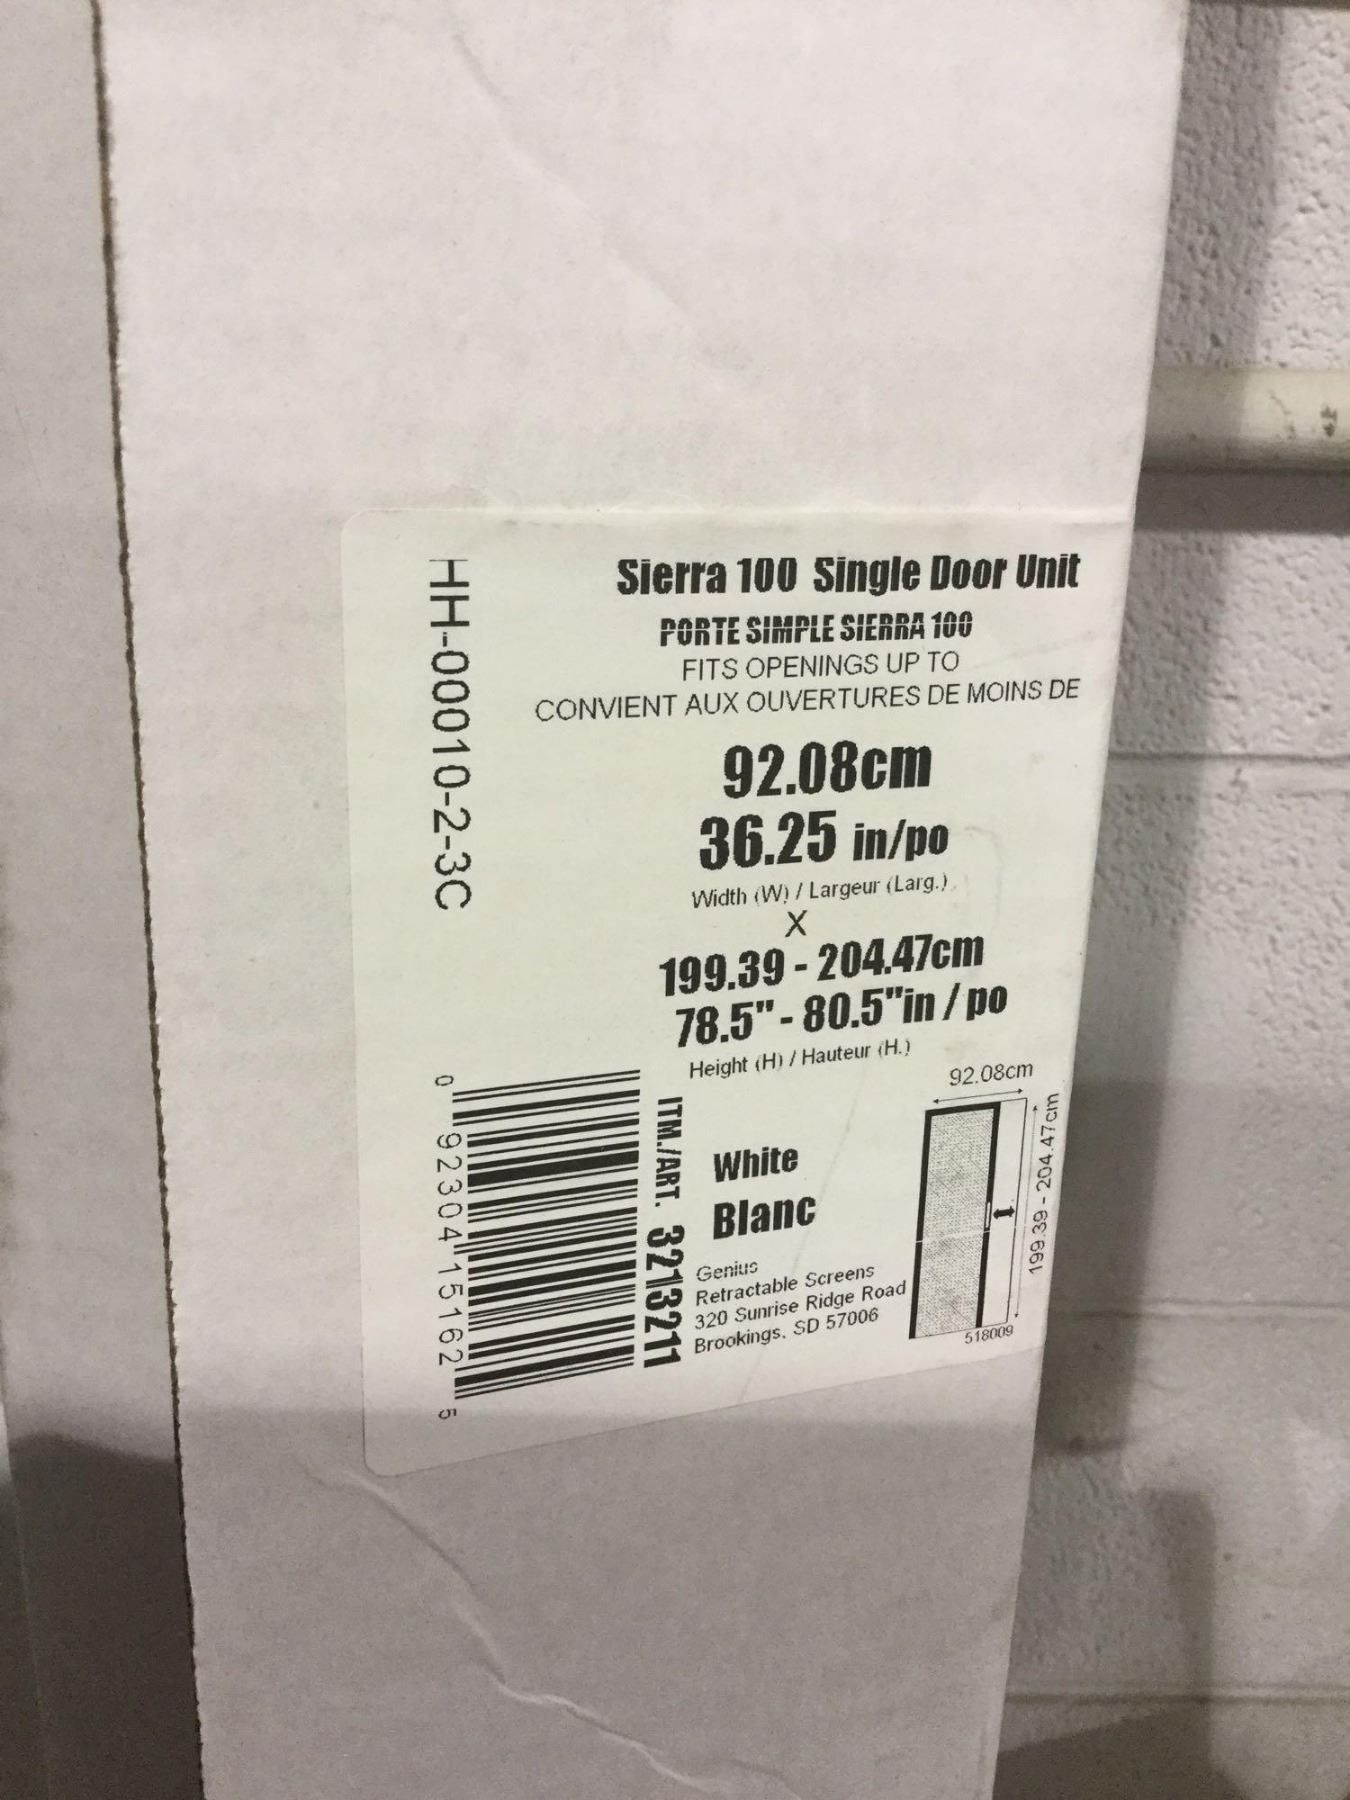 HH-00010-2-3C
Sierra 100 Single Door Unit
PORTE SIMPLE SIERRA 100
FITS OPENINGS UP TO
CONVIENT AUX OUVERTURES DE MOINS DE
92.08cm
36.25 in/po
Width (W) / Largeur (Larg.)
X
199.39 - 204.47cm
78.5" - 80.5"in / po
Height (H) / Hauteur (H.)
0 92304 15162 5
ITM./ART. 3213211
White
Blanc
Genius
Retractable Screens
320 Sunrise Ridge Road
Brookings, SD 57006
92.08cm
199.39 - 204.47cm
518009